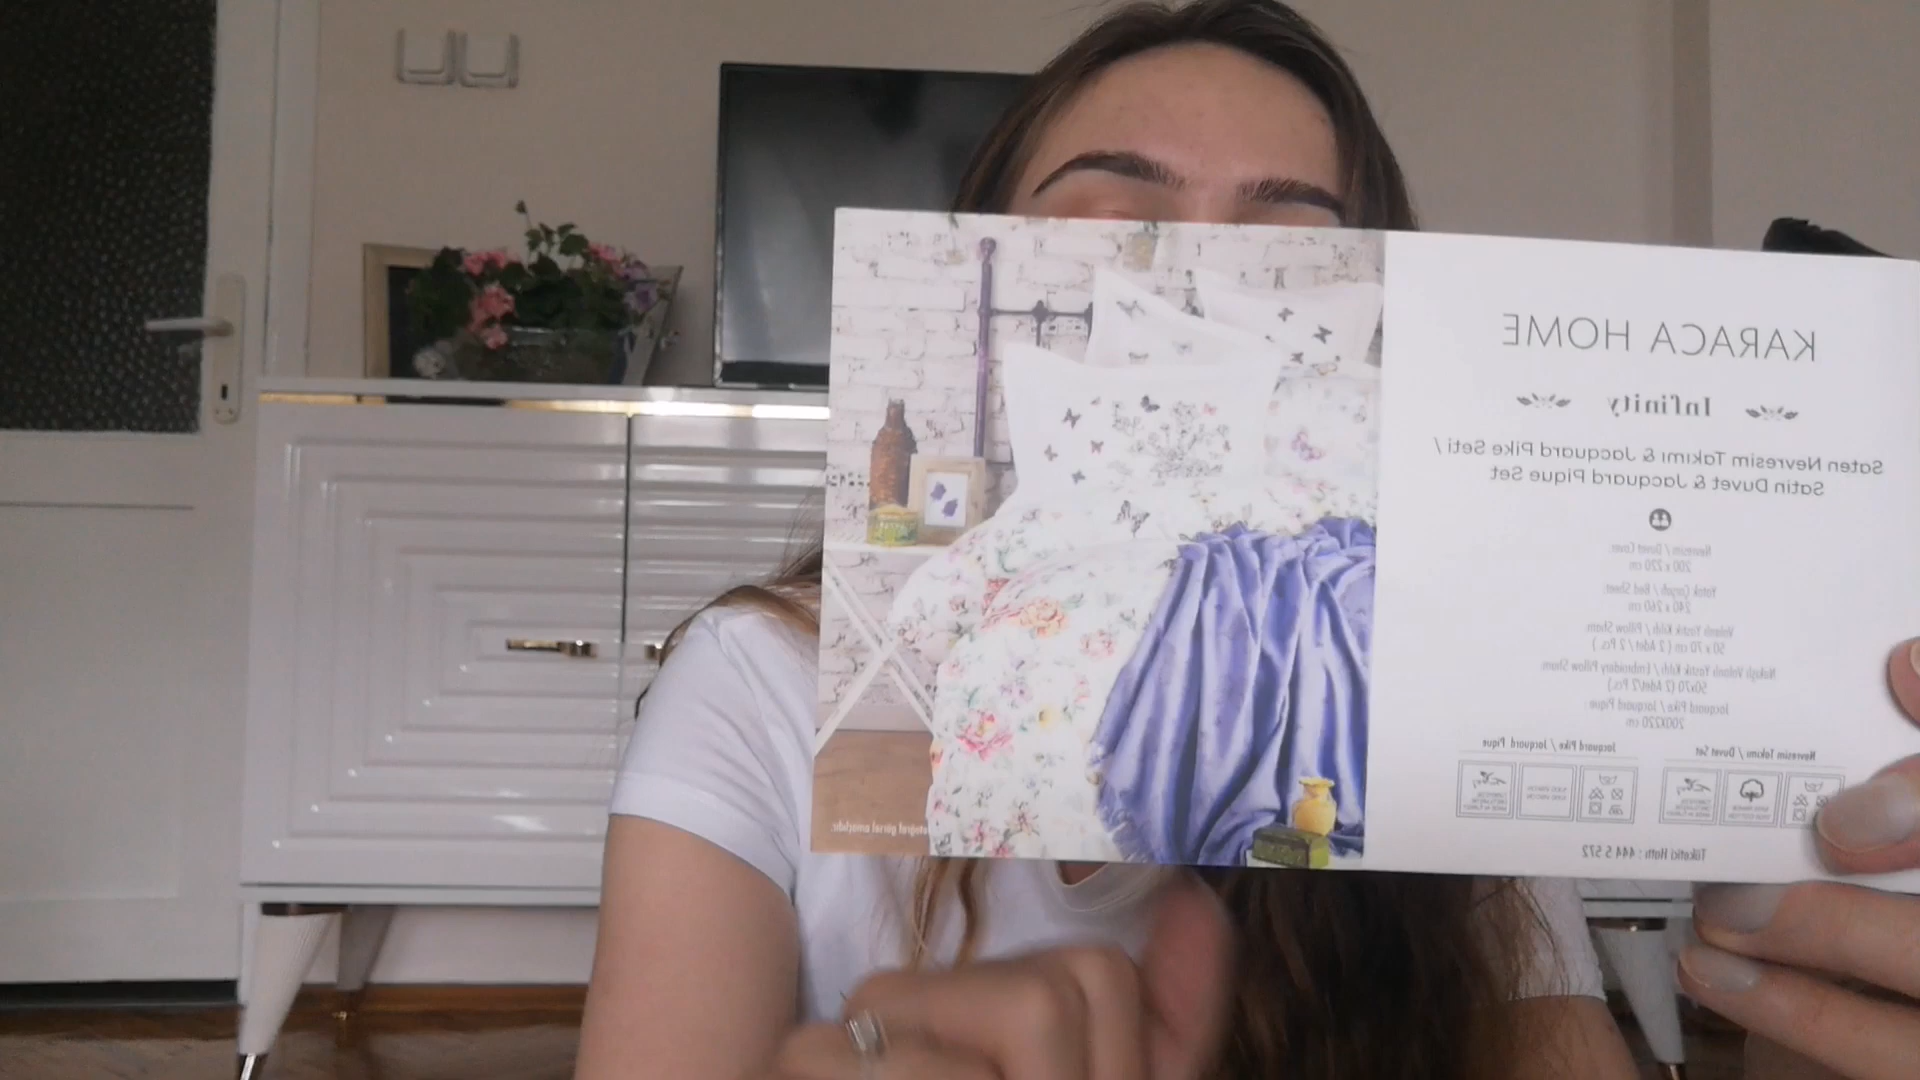 KARACA HOME
Infinity
Saten Nevresim Takımı & Jacquard Pike Seti /
Satin Duvet & Jacquard Pique Set
Nevresim / Duvet Cover:
200 x 220 cm
Yatak Çarşafı / Bed Sheet:
240 x 260 cm
Volanlı Yastık Kılıfı / Pillow Sham:
50 x 70 cm ( 2 Adet / 2 Pcs. )
Nakışlı Volanlı Yastık Kılıfı / Embroidery Pillow Sham:
50x70 (2 Adet/2 Pcs.)
Jacquard Pike / Jacquard Pique:
200X220 cm
Nevresim Takımı / Duvet Set
Jacquard Pike / Jacquard Pique
Tüketici Hattı : 444 5 572
görsel amaçlıdır.